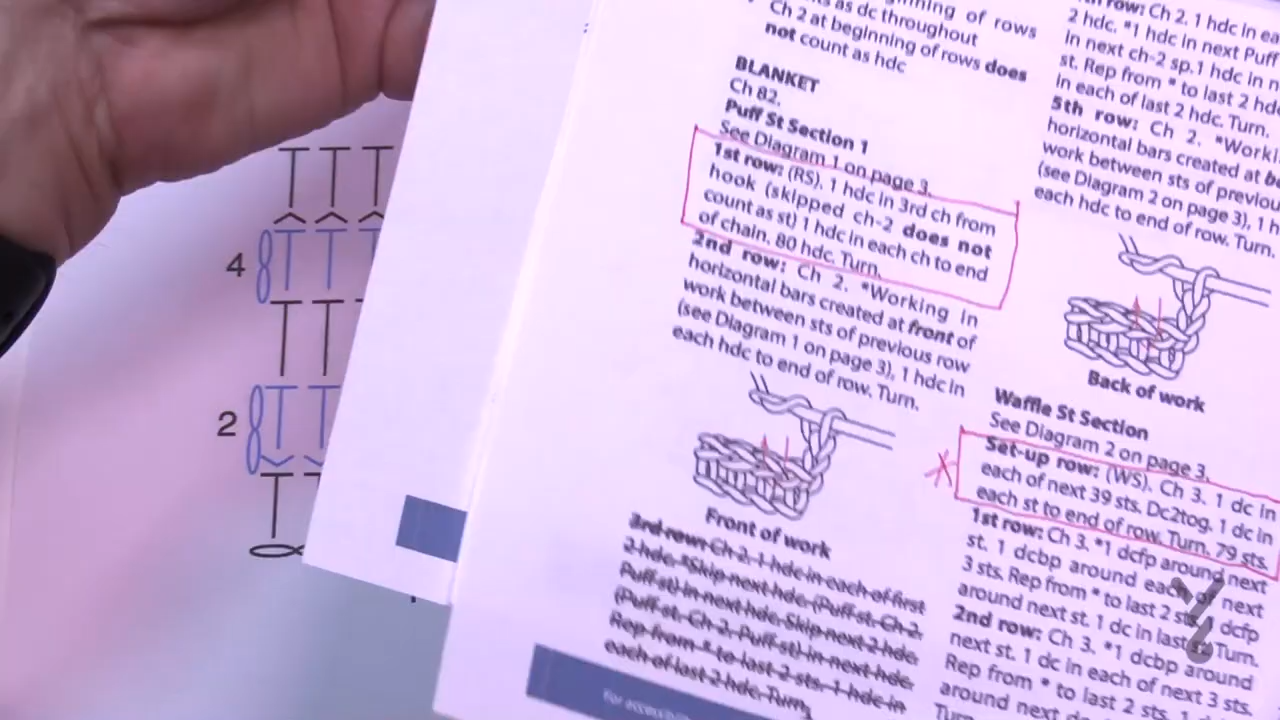 4
2
of rows
as dc throughout
Ch 2 at beginning of rows does
not count as hdc
BLANKET
Ch 82.
Puff St Section 1
See Diagram 1 on page 3.
1st row: (RS). 1 hdc in 3rd ch from
hook (skipped ch-2 does not
count as st) 1 hdc in each ch to end
of chain. 80 hdc. Turn.
2nd row: Ch 2. *Working in
horizontal bars created at front of
work between sts of previous row
(see Diagram 1 on page 3), 1 hdc in
each hdc to end of row. Turn.
Front of work
3rd row: Ch 2. 1 hdc in each of first
2 hdc. *Skip next hdc. (Puff st. Ch 2.
Puff st) in next hdc. Skip next 2 hdc.
(Puff st. Ch 2. Puff st) in next hdc.
Rep from * to last 2 sts. 1 hdc in
each of last 2 hdc. Turn.
row: Ch 2. 1 hdc in
2 hdc. *1 hdc in next Puff
in next ch-2 sp.1 hdc in
st. Rep from * to last 2
in each of last 2 hdc. Turn.
5th row: Ch 2.
horizontal bars created at
work between sts of previous
(see Diagram 2 on page 3), 1
each hdc to end of row. Turn.
Back of work
Waffle St Section
See Diagram 2 on page 3.
Set-up row: (WS). Ch 3. 1 dc in
each of next 39 sts. Dc2tog. 1 dc in
each st to end of row. Turn. 79 sts.
1st row: Ch 3. *1 dcfp around next
st. 1 dcbp around each of next
3 sts. Rep from * to last 2 sts. 1 dcfp
around next st. 1 dc in last st. Turn.
2nd row: Ch 3. *1 dcbp around
next st. 1 dc in each of next 3 sts.
Rep from * to last 2 sts. 1
around next
Turn